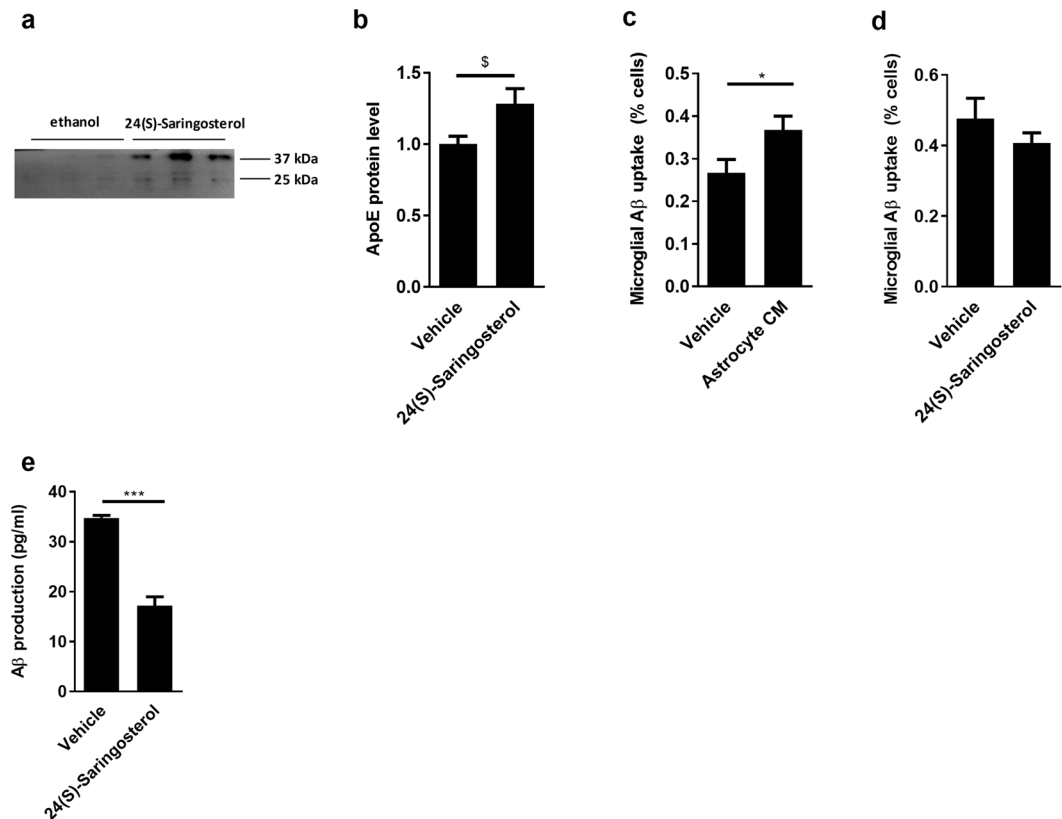 a
ethanol 24(S)-Saringosterol
37 kDa
25 kDa
b
$
1.5
1.0
0.5
0.0
ApoE protein level
Vehicle
24(S)-Saringosterol
c
*
0.5
0.4
0.3
0.2
0.1
0.0
Microglial Aβ uptake (% cells)
Vehicle
Astrocyte CM
d
0.6
0.4
0.2
0.0
Microglial Aβ uptake (% cells)
Vehicle
24(S)-Saringosterol
e
***
40
30
20
10
0
Aβ production (pg/ml)
Vehicle
24(S)-Saringosterol